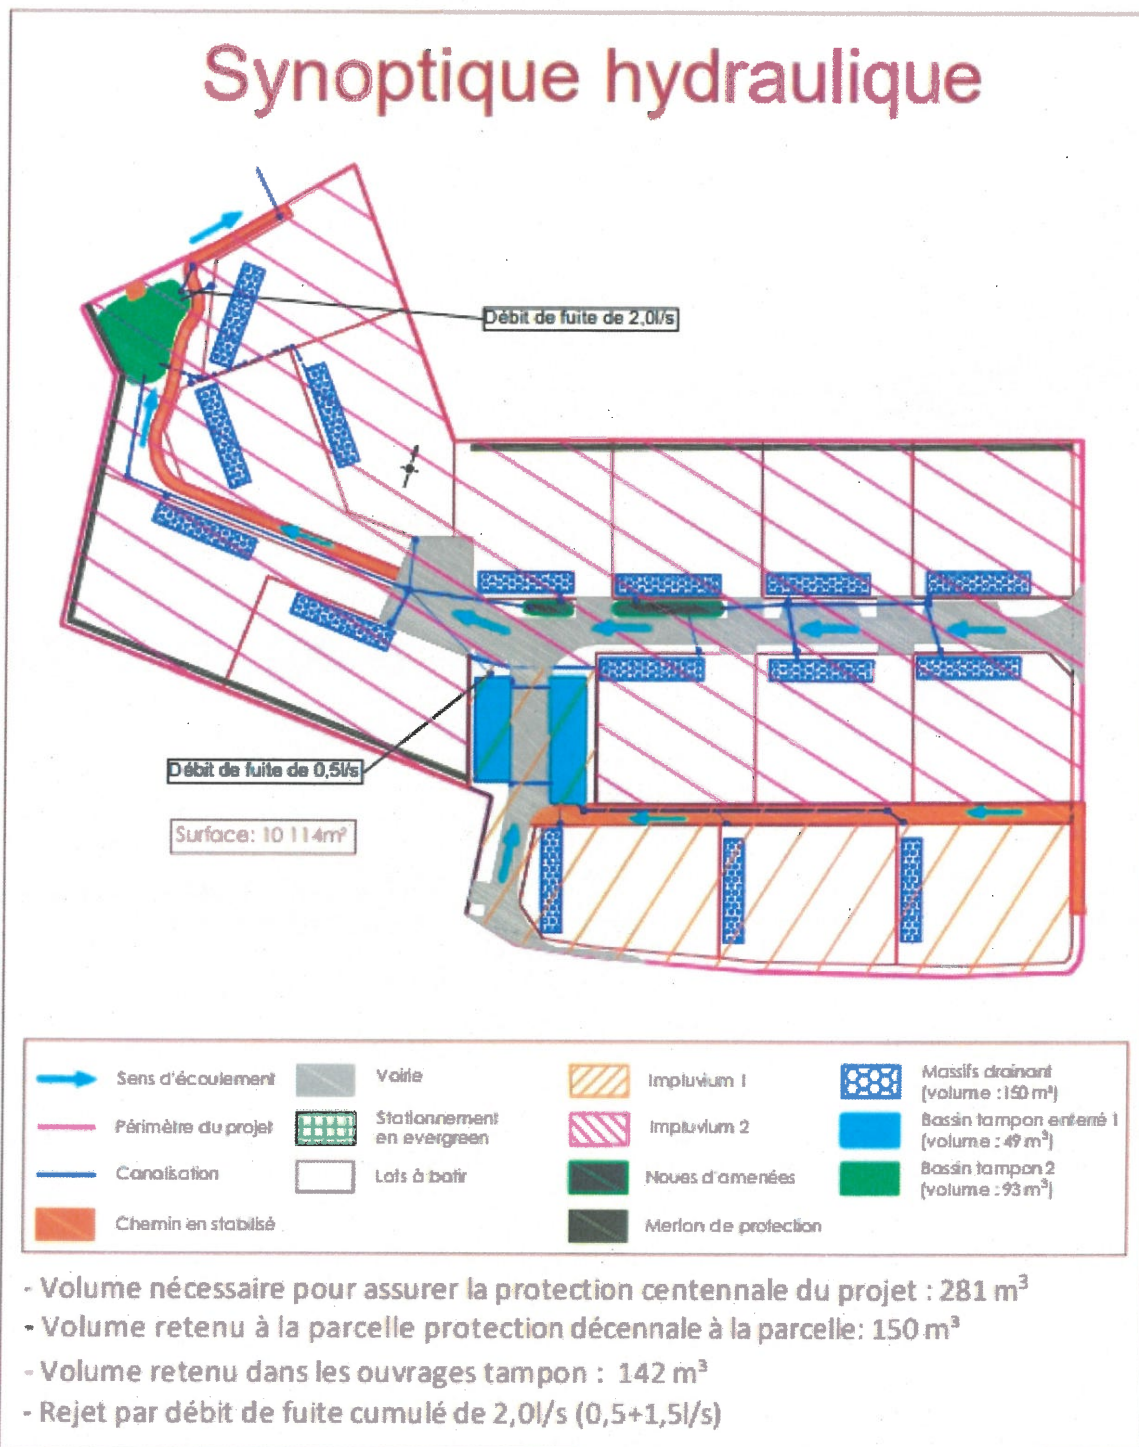 Synoptique hydraulique
Débit de fuite de 2,0l/s
Débit de fuite de 0,5l/s
Surface: 10 114m²
Sens d'écoulement
Périmètre du projet
Canalisation
Chemin en stabilisé
Voirie
Stationnement
en evergreen
Lots à batir
Impluvium 1
Impluvium 2
Noues d'amenées
Merlon de protection
Massifs drainant
(volume : 150 m³)
Bassin tampon enterré 1
(volume : 49 m³)
Bassin tampon 2
(volume : 93 m³)
- Volume nécessaire pour assurer la protection centennale du projet : 281 m³
- Volume retenu à la parcelle protection décennale à la parcelle: 150 m³
- Volume retenu dans les ouvrages tampon : 142 m³
- Rejet par débit de fuite cumulé de 2,0l/s (0,5+1,5l/s)